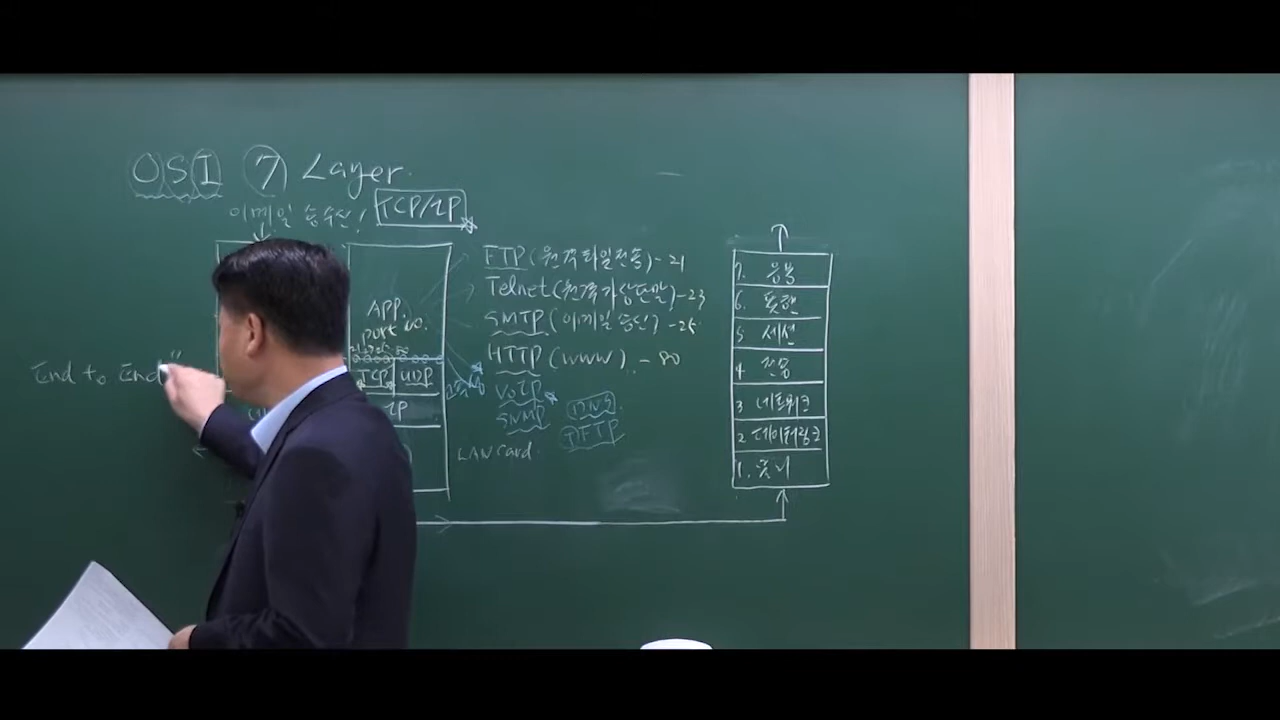 OSI 7 Layer.
이메일 송수신!
TCP/IP
FTP(원격파일전송)-21
Telnet(원격가상단말)-23
SMTP(이메일 송신)-25
HTTP(www).-80
VoIP
SNMP
DNS
TFTP
LAN Card.
APP.
port no.
TCP UDP
IP
End to End"
7. 응용
6. 표현
5 세션
4 전송
3 네트워크
2 데이터링크
1. 물리